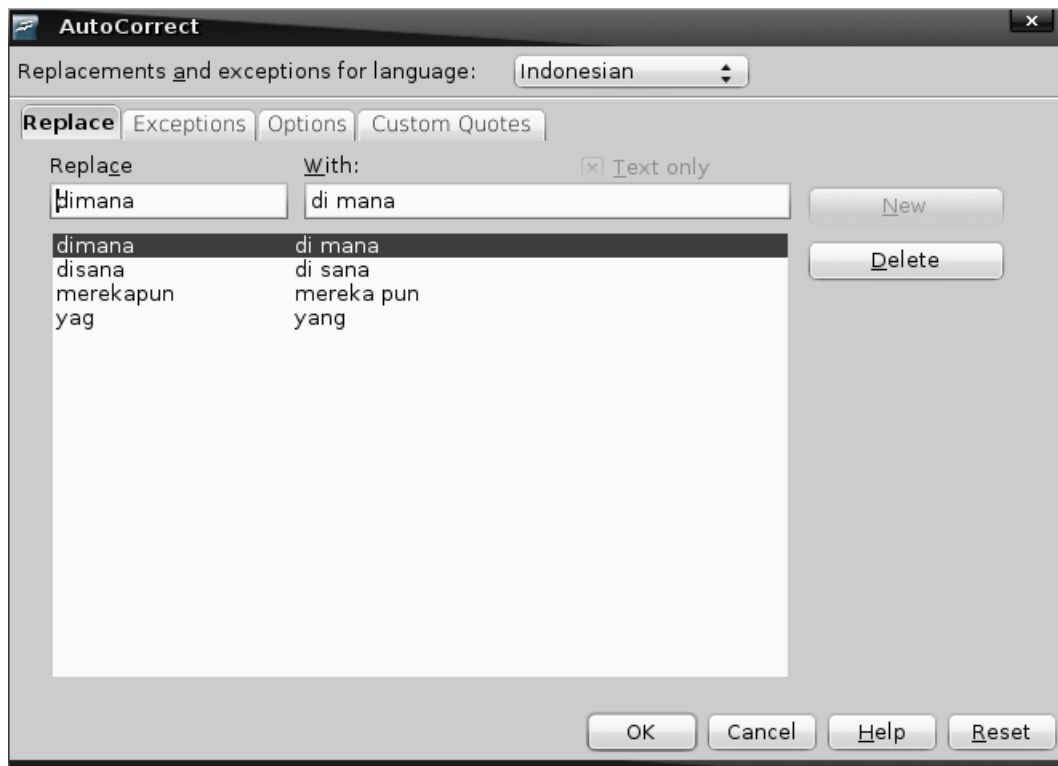 AutoCorrect
Replacements and exceptions for language: Indonesian
Replace Exceptions Options Custom Quotes
Replace With: Text only
dimana di mana New
dimana di mana
disana di sana Delete
merekapun mereka pun
yag yang
OK Cancel Help Reset